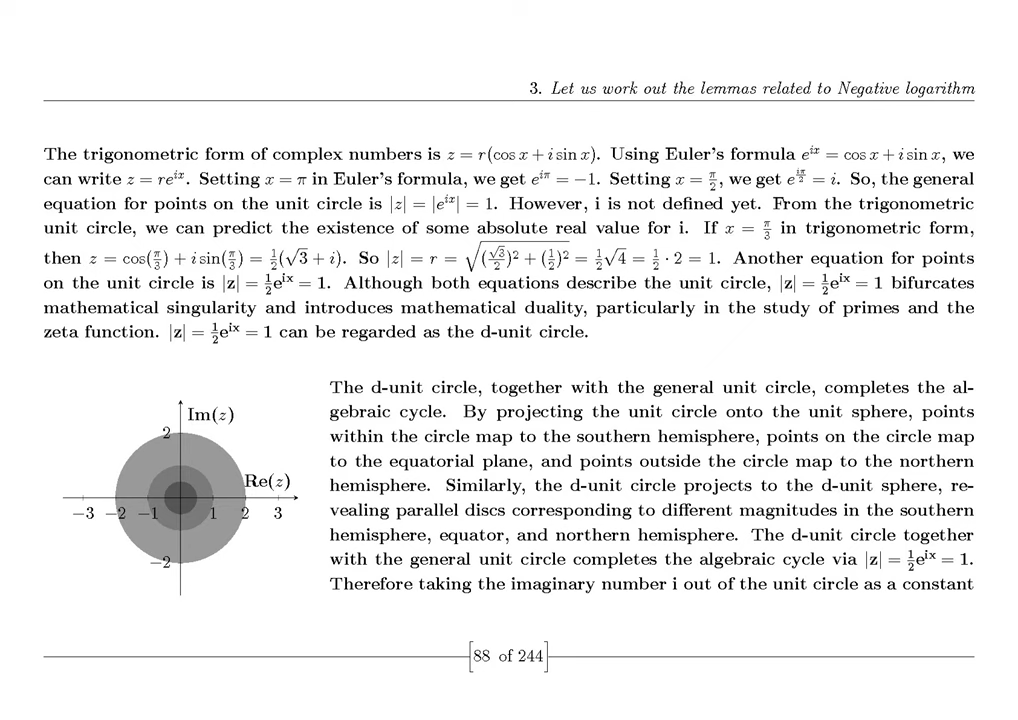 3. Let us work out the lemmas related to Negative logarithm
The trigonometric form of complex numbers is z = r(cos x + i sin x). Using Euler's formula e^{ix} = cos x + i sin x, we
can write z = re^{ix}. Setting x = π in Euler's formula, we get e^{iπ} = −1. Setting x = π/2, we get e^{iπ/2} = i. So, the general
equation for points on the unit circle is |z| = |e^{ix}| = 1. However, i is not defined yet. From the trigonometric
unit circle, we can predict the existence of some absolute real value for i. If x = π/3 in trigonometric form,
then z = cos(π/3) + i sin(π/3) = 1/2(√3 + i). So |z| = r = √((√3/2)² + (1/2)²) = 1/2√4 = 1/2 · 2 = 1. Another equation for points
on the unit circle is |z| = 1/2e^{ix} = 1. Although both equations describe the unit circle, |z| = 1/2e^{ix} = 1 bifurcates
mathematical singularity and introduces mathematical duality, particularly in the study of primes and the
zeta function. |z| = 1/2e^{ix} = 1 can be regarded as the d-unit circle.
Im(z)
2
Re(z)
−3 −2 −1 1 2 3
−2
The d-unit circle, together with the general unit circle, completes the al-
gebraic cycle. By projecting the unit circle onto the unit sphere, points
within the circle map to the southern hemisphere, points on the circle map
to the equatorial plane, and points outside the circle map to the northern
hemisphere. Similarly, the d-unit circle projects to the d-unit sphere, re-
vealing parallel discs corresponding to different magnitudes in the southern
hemisphere, equator, and northern hemisphere. The d-unit circle together
with the general unit circle completes the algebraic cycle via |z| = 1/2e^{ix} = 1.
Therefore taking the imaginary number i out of the unit circle as a constant
88 of 244